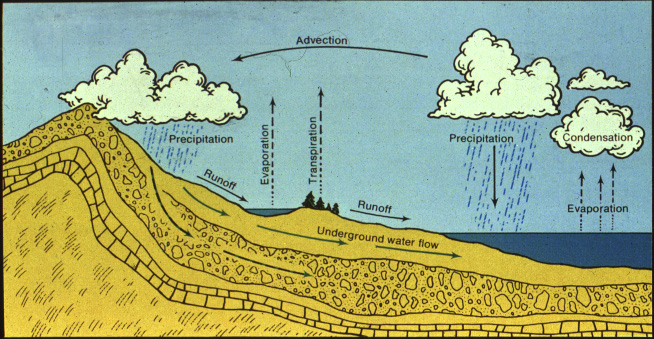 Advection
Precipitation
Precipitation
Condensation
Evaporation
Transpiration
Runoff
Runoff
Evaporation
Underground water flow